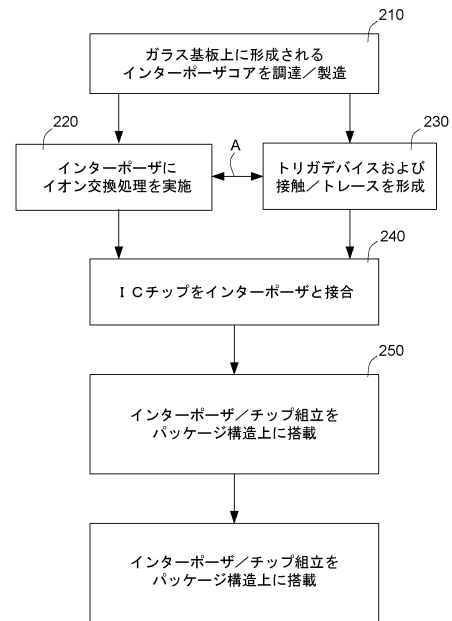 210
ガラス基板上に形成される
インターポーザコアを調達／製造
220
A
230
インターポーザに
イオン交換処理を実施
トリガデバイスおよび
接触／トレースを形成
240
ＩＣチップをインターポーザと接合
250
インターポーザ／チップ組立を
パッケージ構造上に搭載
インターポーザ／チップ組立を
パッケージ構造上に搭載